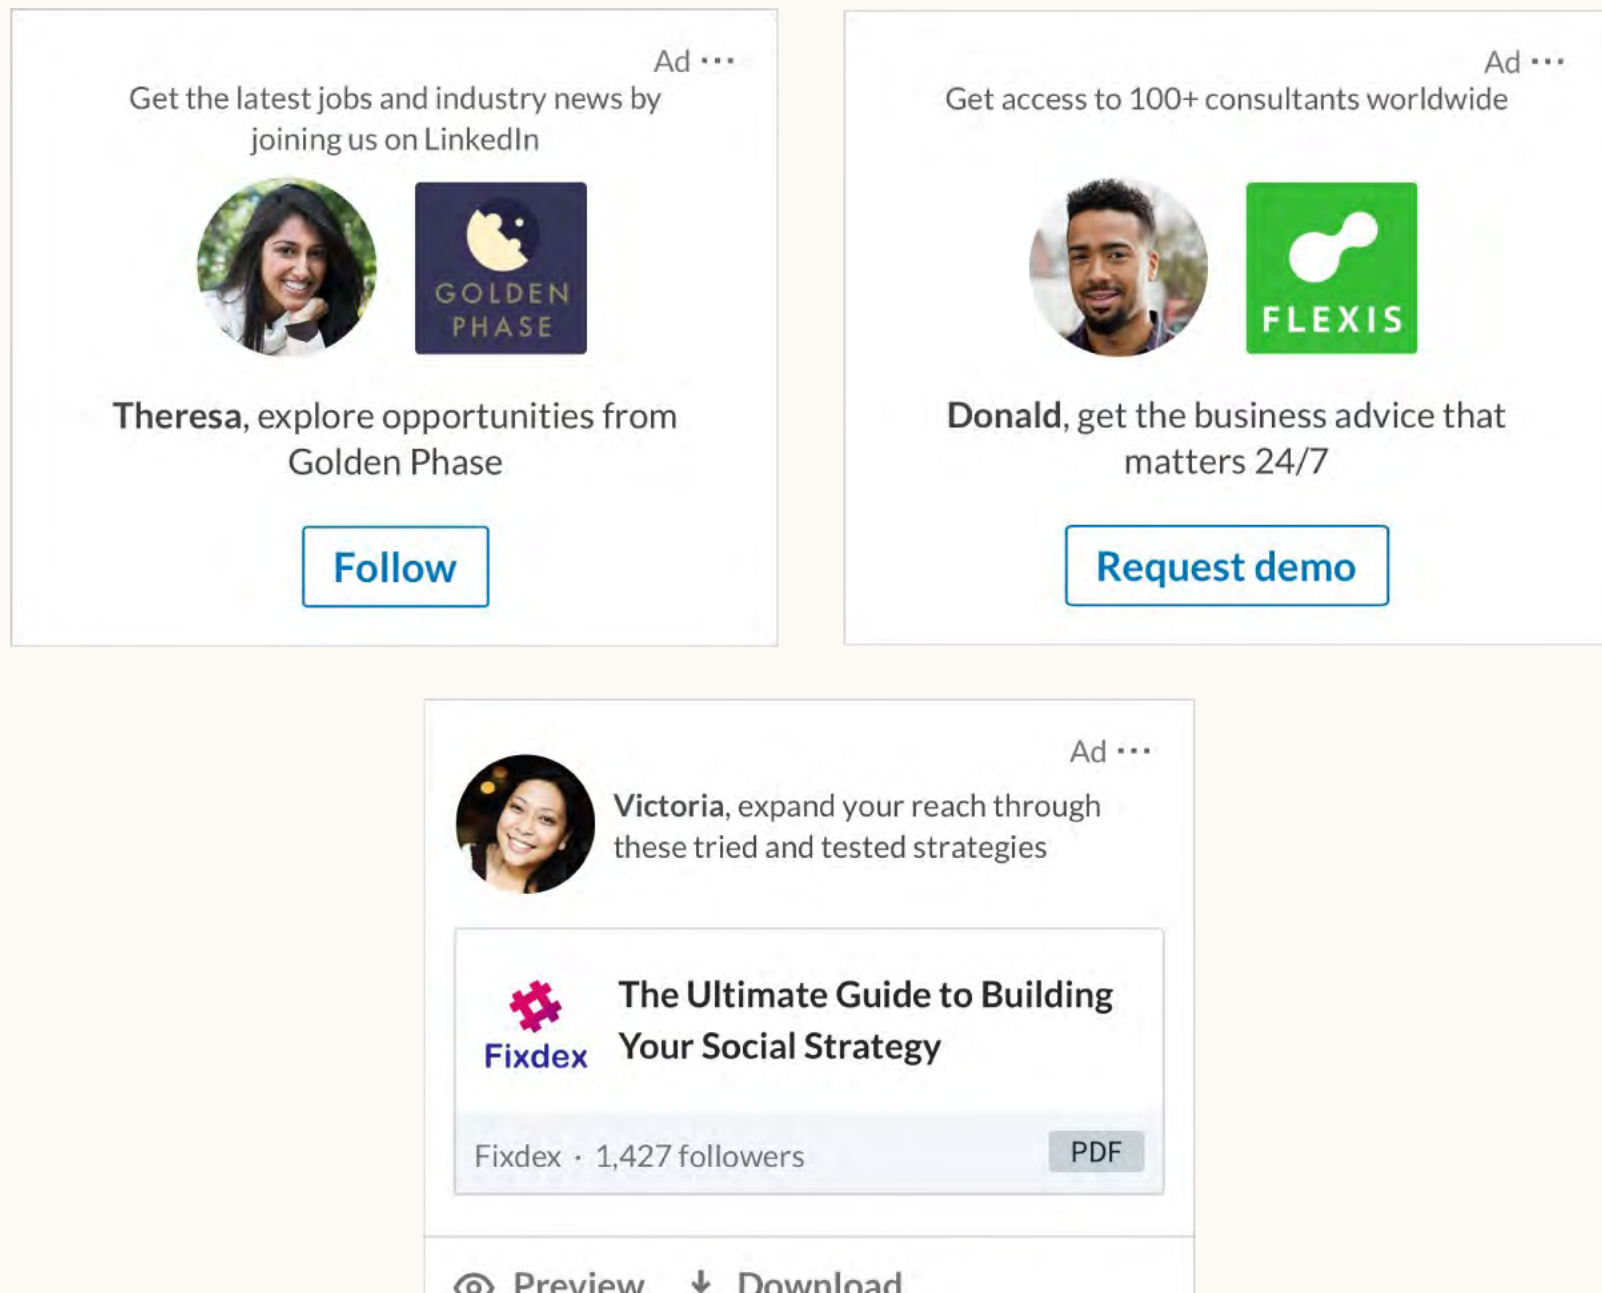 Ad ...
Get the latest jobs and industry news by
joining us on LinkedIn
GOLDEN
PHASE
Theresa, explore opportunities from
Golden Phase
Follow
Ad ...
Get access to 100+ consultants worldwide
FLEXIS
Donald, get the business advice that
matters 24/7
Request demo
Ad ...
Victoria, expand your reach through
these tried and tested strategies
Fixdex
The Ultimate Guide to Building
Your Social Strategy
Fixdex · 1,427 followers
PDF
Preview
Download